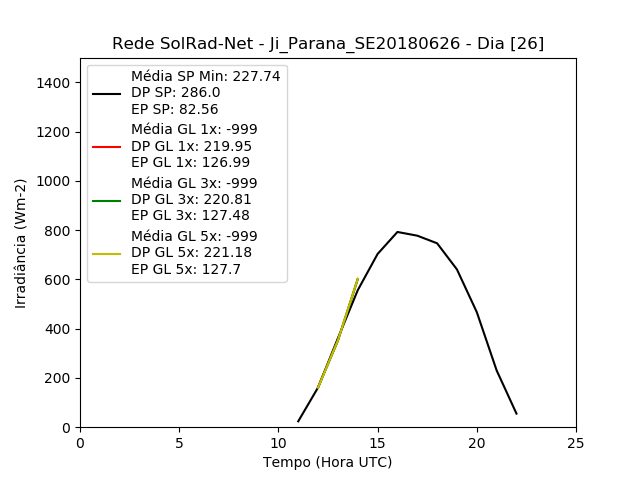 Rede SolRad-Net - Ji_Parana_SE20180626 - Dia [26]
Média SP Min: 227.74
DP SP: 286.0
EP SP: 82.56
Média GL 1x: -999
DP GL 1x: 219.95
EP GL 1x: 126.99
Média GL 3x: -999
DP GL 3x: 220.81
EP GL 3x: 127.48
Média GL 5x: -999
DP GL 5x: 221.18
EP GL 5x: 127.7
Irradiância (Wm-2)
1400
1200
1000
800
600
400
200
0
0 5 10 15 20 25
Tempo (Hora UTC)